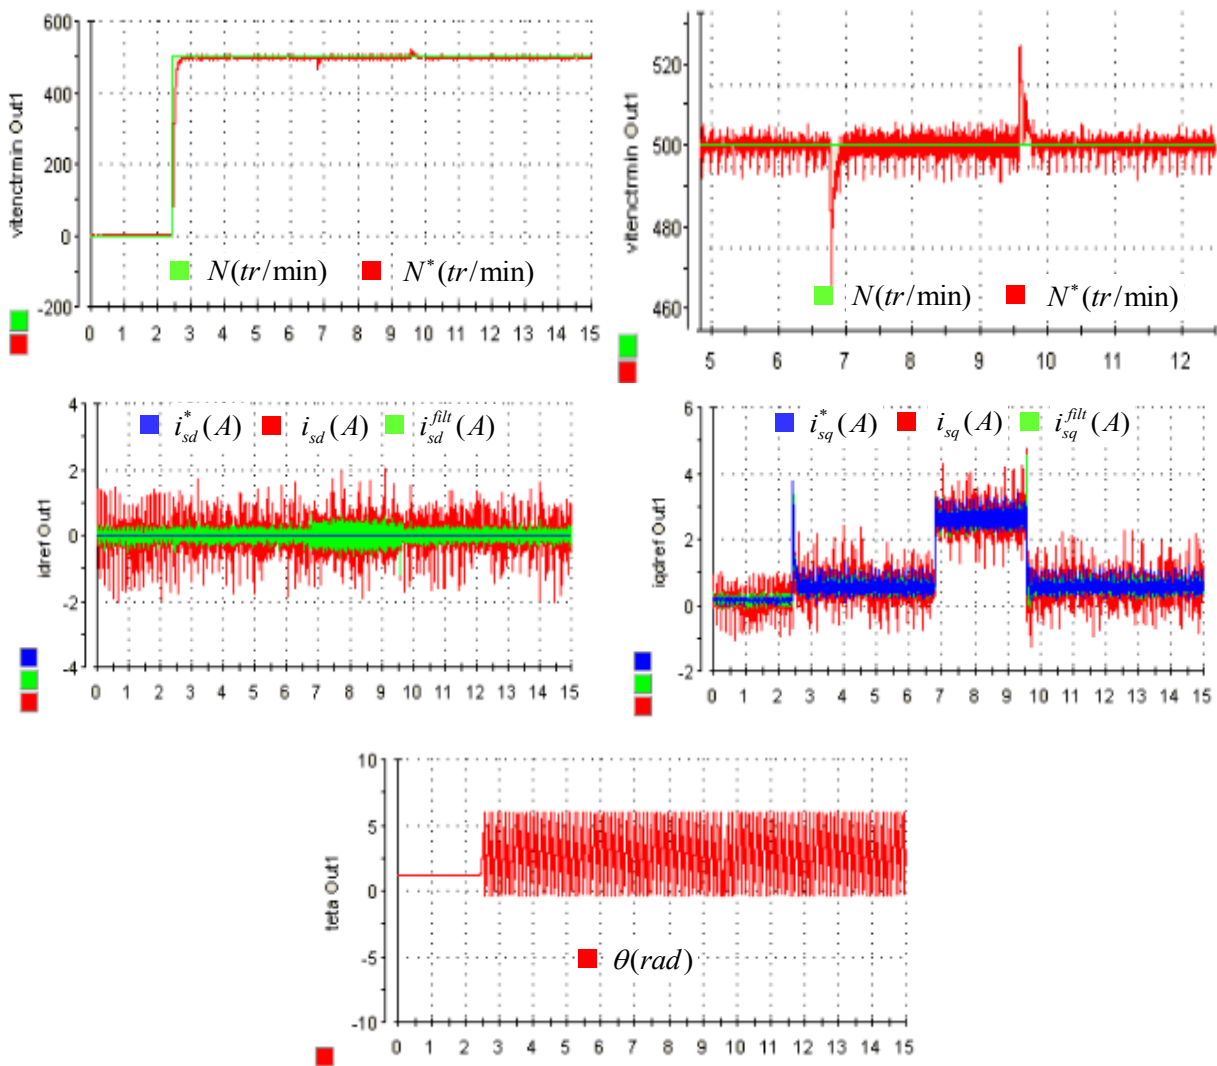 600
400
200
0
-200
vitenctrmin Out1
N(tr/min) N*(tr/min)
0 1 2 3 4 5 6 7 8 9 10 11 12 13 14 15
520
500
480
460
vitenctrmin Out1
N(tr/min) N*(tr/min)
5 6 7 8 9 10 11 12
4
2
0
-2
-4
idref Out1
i*sd(A) isd(A) isd^filt(A)
0 1 2 3 4 5 6 7 8 9 10 11 12 13 14 15
6
4
2
0
-2
iqdref Out1
i*sq(A) isq(A) isq^filt(A)
0 1 2 3 4 5 6 7 8 9 10 11 12 13 14 15
10
5
0
-5
-10
teta Out1
θ(rad)
0 1 2 3 4 5 6 7 8 9 10 11 12 13 14 15